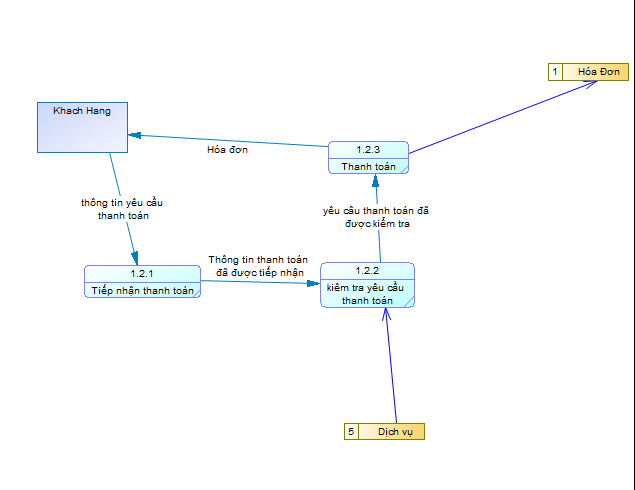 1 Hóa Đơn
Khach Hang
Hóa đơn
1.2.3
Thanh toán
thông tin yêu cầu
thanh toán
yêu cầu thanh toán đã
được kiểm tra
1.2.1
Tiếp nhận thanh toán
Thông tin thanh toán
đã được tiếp nhận
1.2.2
kiểm tra yêu cầu
thanh toán
5 Dịch vụ